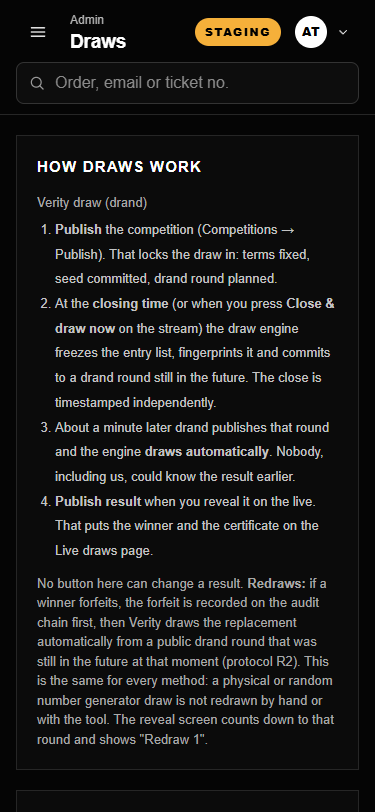 Admin
Draws
STAGING
AT
Order, email or ticket no.
HOW DRAWS WORK
Verity draw (drand)
1. Publish the competition (Competitions →
Publish). That locks the draw in: terms fixed,
seed committed, drand round planned.
2. At the closing time (or when you press Close &
draw now on the stream) the draw engine
freezes the entry list, fingerprints it and commits
to a drand round still in the future. The close is
timestamped independently.
3. About a minute later drand publishes that round
and the engine draws automatically. Nobody,
including us, could know the result earlier.
4. Publish result when you reveal it on the live.
That puts the winner and the certificate on the
Live draws page.
No button here can change a result. Redraws: if a
winner forfeits, the forfeit is recorded on the audit
chain first, then Verity draws the replacement
automatically from a public drand round that was
still in the future at that moment (protocol R2). This
is the same for every method: a physical or random
number generator draw is not redrawn by hand or
with the tool. The reveal screen counts down to that
round and shows "Redraw 1".